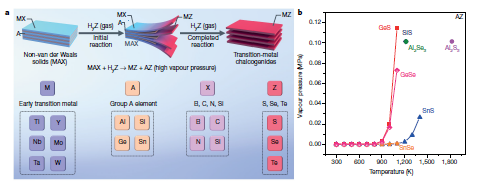 a
MX
A
H₂Z (gas)
Initial
reaction
MX
A
MZ
MAX
H₂Z (gas)
Completed
reaction
MZ
Non-van der Waals
solids (MAX)
Transition-metal
chalcogenides
MAX + H₂Z → MZ + AZ (high vapour pressure)
M A X Z
Early transition metal Group A element B, C, N, Si S, Se, Te
Ti Y Al Si B C S
Nb Mo Ge Sn N Si Se
Ta W Te
b
AZ
Vapour pressure (MPa)
0.12
0.10
0.08
0.06
0.04
0.02
0.00
GeS
SiS
Al₂Se₃
Al₂S₃
GeSe
SnS
SnSe
300 600 900 1,200 1,500 1,800
Temperature (K)